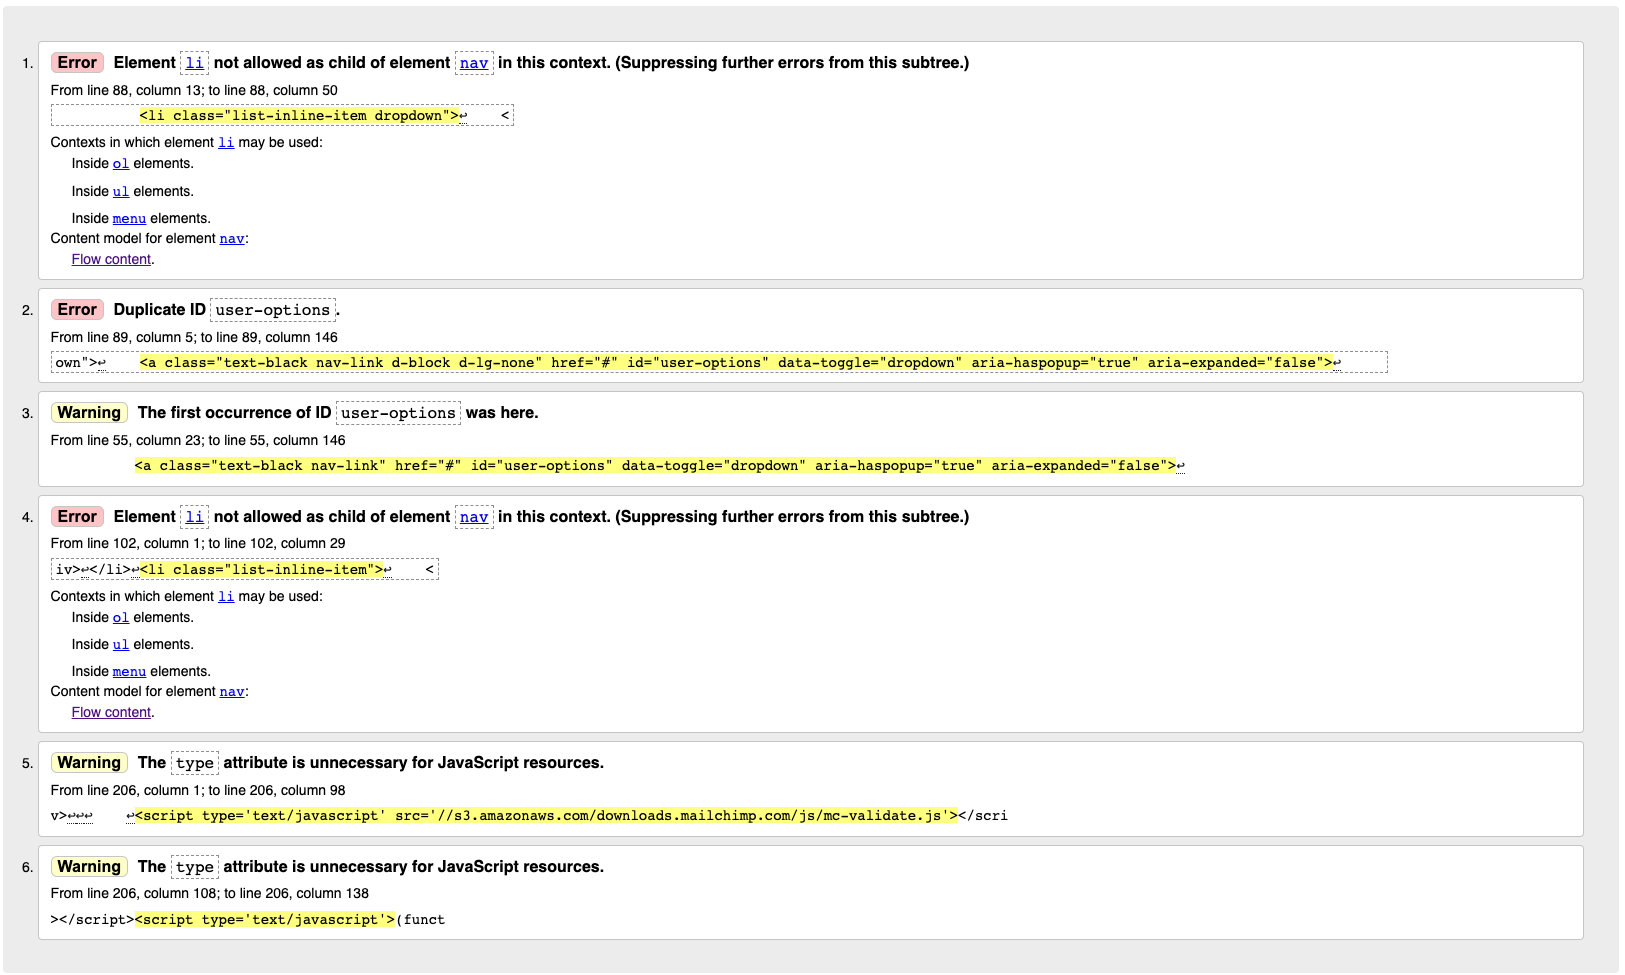 1. Error Element li not allowed as child of element nav in this context. (Suppressing further errors from this subtree.)
From line 88, column 13; to line 88, column 50
<li class="list-inline-item dropdown">↩ <
Contexts in which element li may be used:
Inside ol elements.
Inside ul elements.
Inside menu elements.
Content model for element nav:
Flow content.
2. Error Duplicate ID user-options.
From line 89, column 5; to line 89, column 146
own">↩ <a class="text-black nav-link d-block d-lg-none" href="#" id="user-options" data-toggle="dropdown" aria-haspopup="true" aria-expanded="false">↩
3. Warning The first occurrence of ID user-options was here.
From line 55, column 23; to line 55, column 146
<a class="text-black nav-link" href="#" id="user-options" data-toggle="dropdown" aria-haspopup="true" aria-expanded="false">↩
4. Error Element li not allowed as child of element nav in this context. (Suppressing further errors from this subtree.)
From line 102, column 1; to line 102, column 29
iv>↩</li>↩<li class="list-inline-item">↩ <
Contexts in which element li may be used:
Inside ol elements.
Inside ul elements.
Inside menu elements.
Content model for element nav:
Flow content.
5. Warning The type attribute is unnecessary for JavaScript resources.
From line 206, column 1; to line 206, column 98
v>↩↩↩ ↩<script type='text/javascript' src='//s3.amazonaws.com/downloads.mailchimp.com/js/mc-validate.js'></scri
6. Warning The type attribute is unnecessary for JavaScript resources.
From line 206, column 108; to line 206, column 138
></script><script type='text/javascript'>(funct